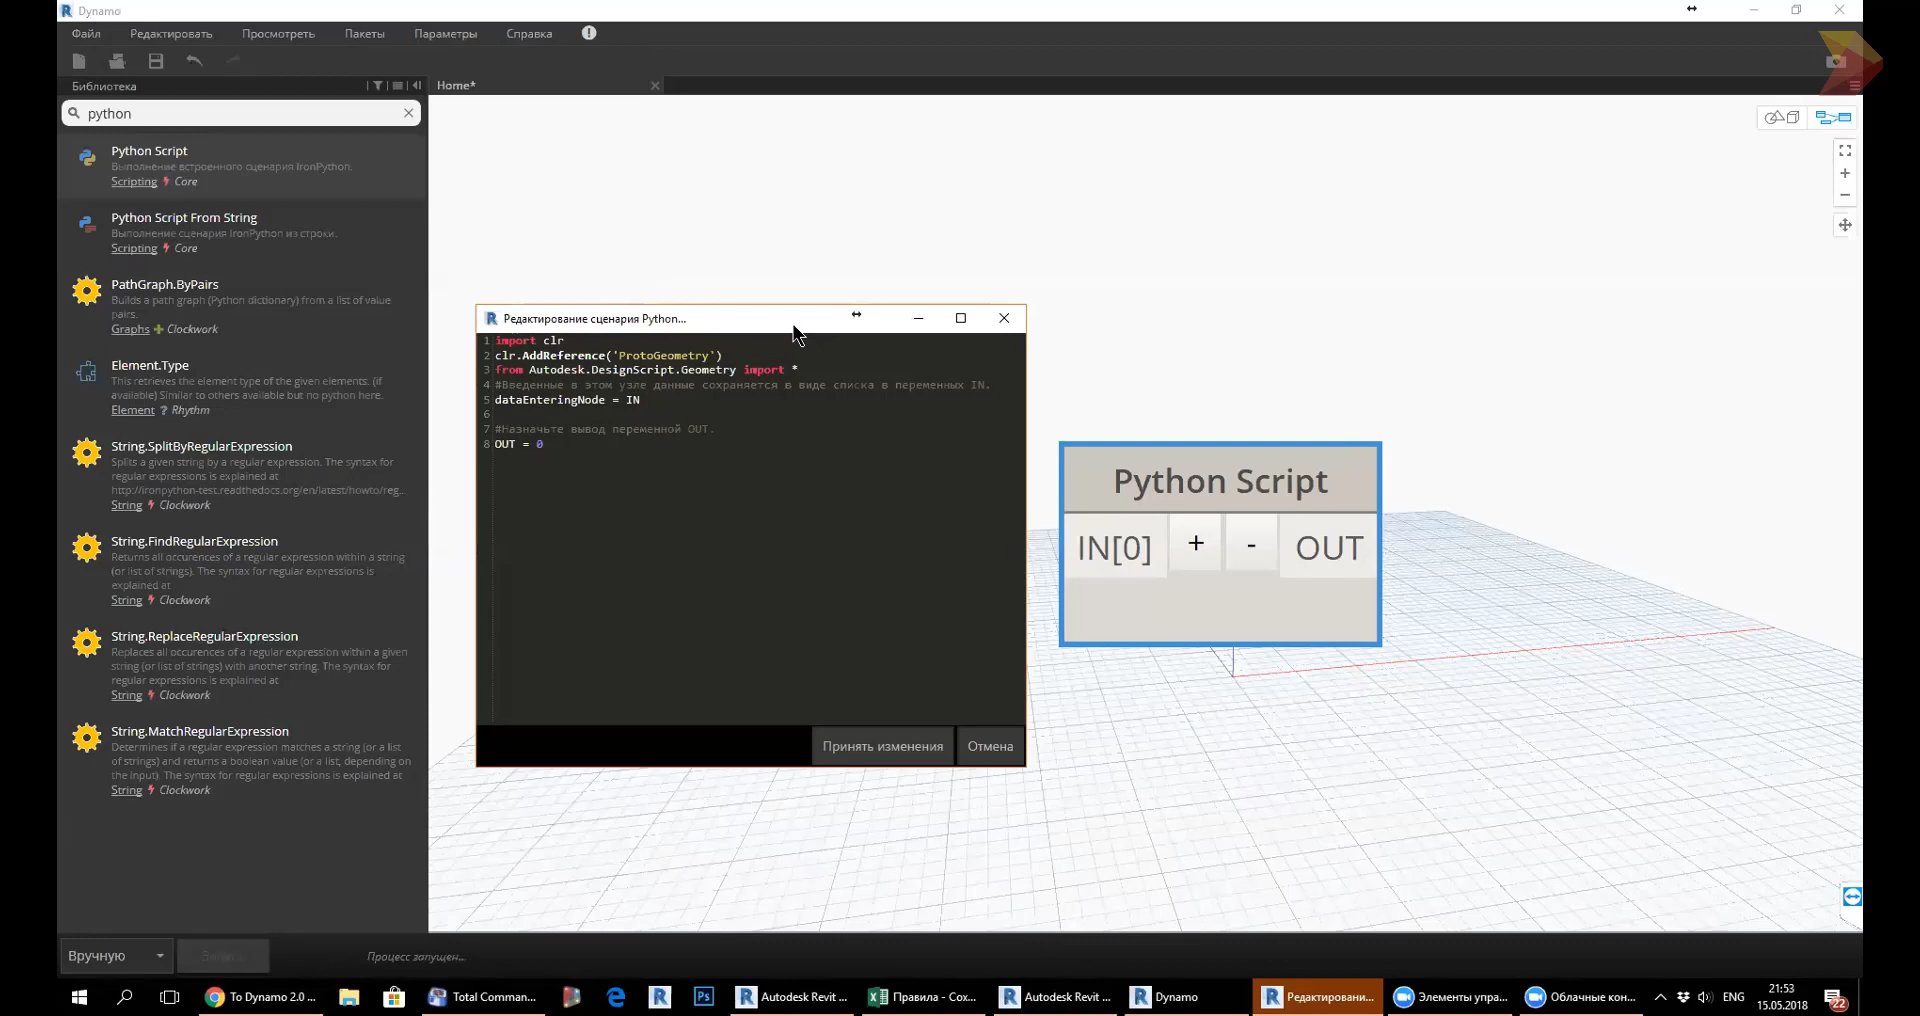 Dynamo
Файл Редактировать Просмотреть Пакеты Параметры Справка
Библиотека
Home*
python
Python Script
Выполнение встроенного сценария IronPython.
Scripting Core
Python Script From String
Выполнение сценария IronPython из строки.
Scripting Core
PathGraph.ByPairs
Builds a path graph (Python dictionary) from a list of value
pairs.
Graphs Clockwork
Element.Type
This retrieves the element type of the given elements. (if
available) Similar to others available but no python here.
Element ? Rhythm
String.SplitByRegularExpression
Splits a given string by a regular expression. The syntax for
regular expressions is explained at
http://ironpython-test.readthedocs.org/en/latest/howto/reg...
String Clockwork
String.FindRegularExpression
Returns all occurences of a regular expression within a string
(or list of strings). The syntax for regular expressions is
explained at
String Clockwork
String.ReplaceRegularExpression
Replaces all occurences of a regular expression within a given
string (or list of strings) with another string. The syntax for
regular expressions is explained at
String Clockwork
String.MatchRegularExpression
Determines if a regular expression matches a string (or a list
of strings) and returns a boolean value (or a list, depending on
the input). The syntax for regular expressions is explained at
String Clockwork
Редактирование сценария Python...
1 import clr
2 clr.AddReference('ProtoGeometry')
3 from Autodesk.DesignScript.Geometry import *
4 #Введенные в этом узле данные сохраняется в виде списка в переменных IN.
5 dataEnteringNode = IN
6
7 #Назначьте вывод переменной OUT.
8 OUT = 0
Принять изменения Отмена
Python Script
IN[0] + - OUT
Вручную Процесс запущен...
To Dynamo 2.0 ... Total Comman... Ps Autodesk Revit ... Правила - Сох... Autodesk Revit ... Dynamo Редактировани... Элементы упра... Облачные кон... ENG
21:53
15.05.2018
22